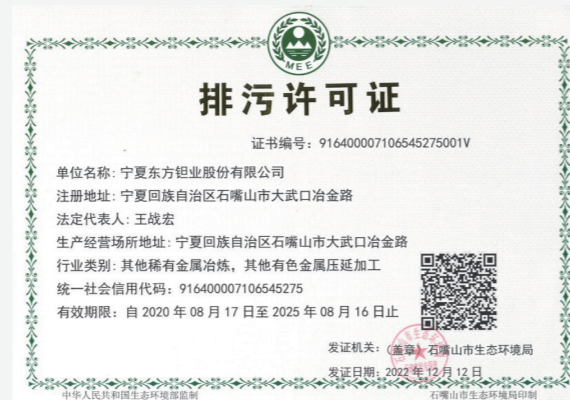 MEE
排污许可证
证书编号：91640000710654527​5001V
单位名称：宁夏东方钽业股份有限公司
注册地址：宁夏回族自治区石嘴山市大武口冶金路
法定代表人：王战宏
生产经营场所地址：宁夏回族自治区石嘴山市大武口冶金路
行业类别：其他稀有金属冶炼，其他有色金属压延加工
统一社会信用代码：916400007106545275
有效期限：自 2020 年 08 月 17 日至 2025 年 08 月 16 日止
发证机关：（盖章）石嘴山市生态环境局
发证日期：2022 年 12 月 12 日
中华人民共和国生态环境部监制
石嘴山市生态环境局印制